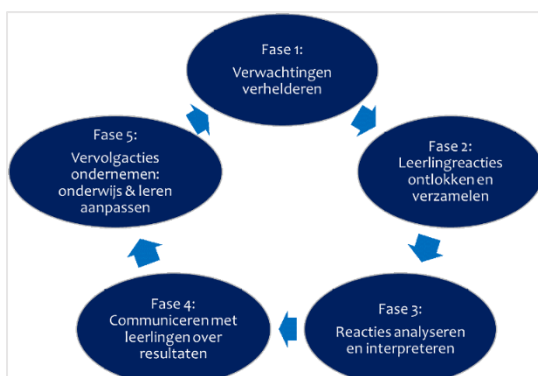 Fase 1:
Verwachtingen
verhelderen
Fase 2:
Leerlingreacties
ontlokken en
verzamelen
Fase 3:
Reacties analyseren
en interpreteren
Fase 4:
Communiceren met
leerlingen over
resultaten
Fase 5:
Vervolgacties
ondernemen:
onderwijs & leren
aanpassen